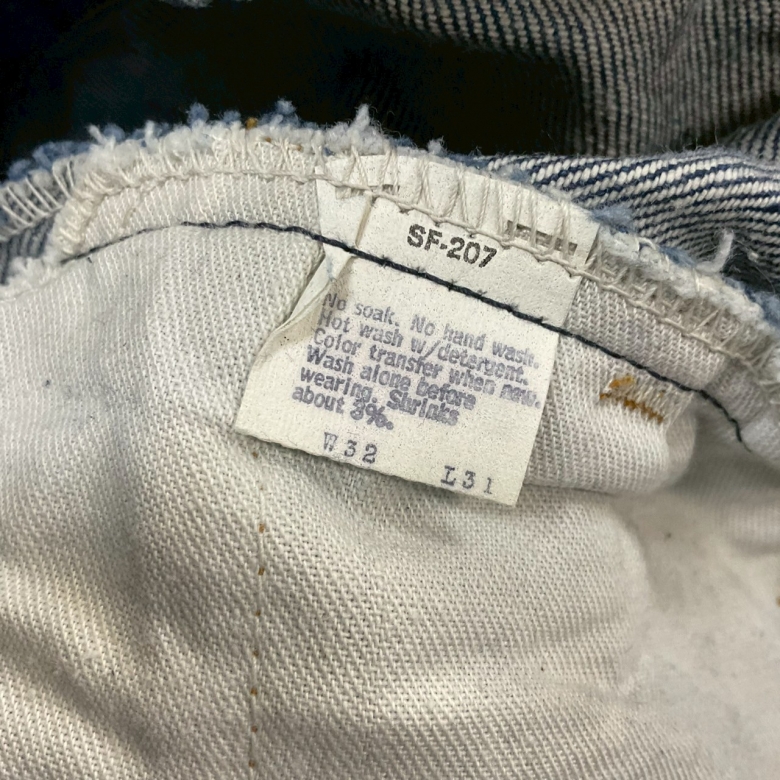 SF-207
No soak. No hand wash.
Hot wash w/detergent.
Color transfer when new.
Wash alone before
wearing. Shrinks
about 3%.
W32 L31